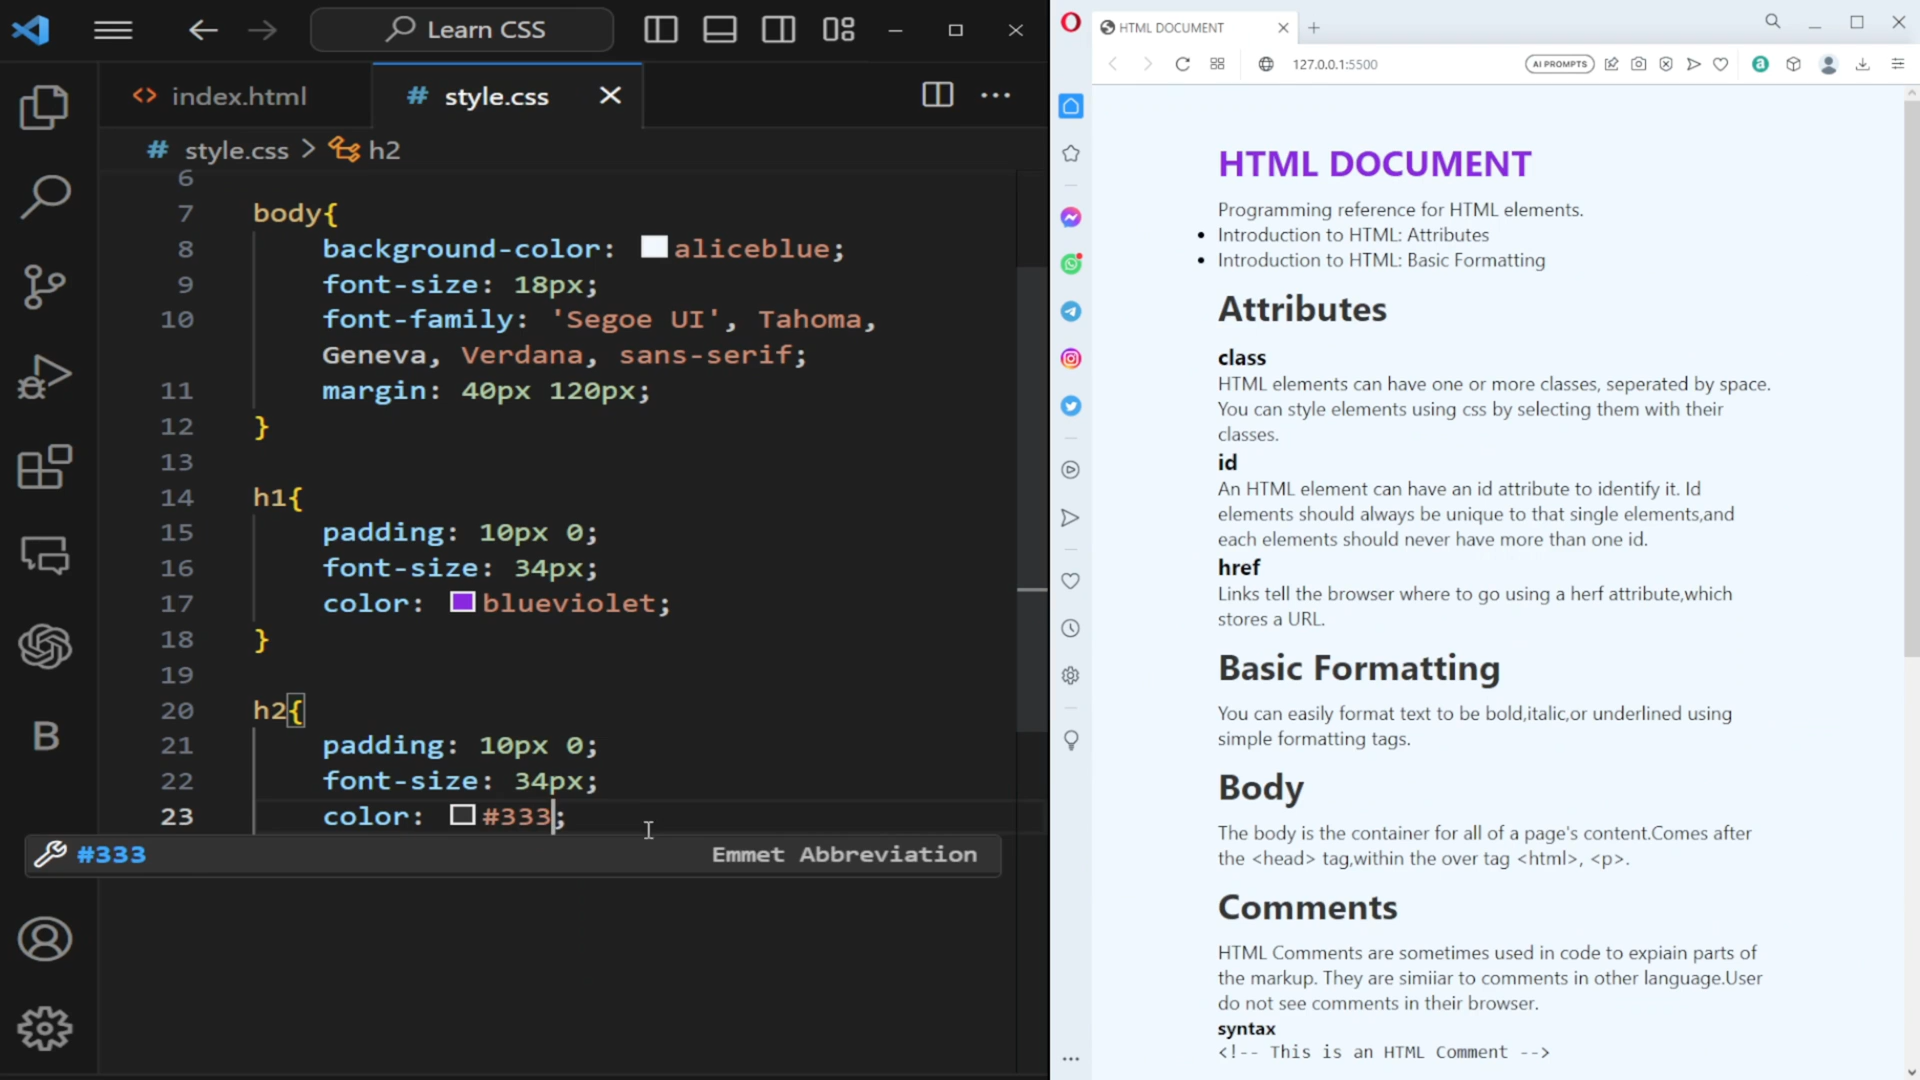 Learn CSS
index.html
# style.css
# style.css > h2
6
7 body{
8 background-color: aliceblue;
9 font-size: 18px;
10 font-family: 'Segoe UI', Tahoma,
Geneva, Verdana, sans-serif;
11 margin: 40px 120px;
12 }
13
14 h1{
15 padding: 10px 0;
16 font-size: 34px;
17 color: blueviolet;
18 }
19
20 h2{
21 padding: 10px 0;
22 font-size: 34px;
23 color: #333;
#333 Emmet Abbreviation
B
HTML DOCUMENT
127.0.0.1:5500
AI PROMPTS
a
HTML DOCUMENT
Programming reference for HTML elements.
• Introduction to HTML: Attributes
• Introduction to HTML: Basic Formatting
Attributes
class
HTML elements can have one or more classes, seperated by space.
You can style elements using css by selecting them with their
classes.
id
An HTML element can have an id attribute to identify it. Id
elements should always be unique to that single elements,and
each elements should never have more than one id.
href
Links tell the browser where to go using a herf attribute,which
stores a URL.
Basic Formatting
You can easily format text to be bold,italic,or underlined using
simple formatting tags.
Body
The body is the container for all of a page's content.Comes after
the <head> tag,within the over tag <html>, <p>.
Comments
HTML Comments are sometimes used in code to expiain parts of
the markup. They are simiiar to comments in other language.User
do not see comments in their browser.
syntax
<!-- This is an HTML Comment -->